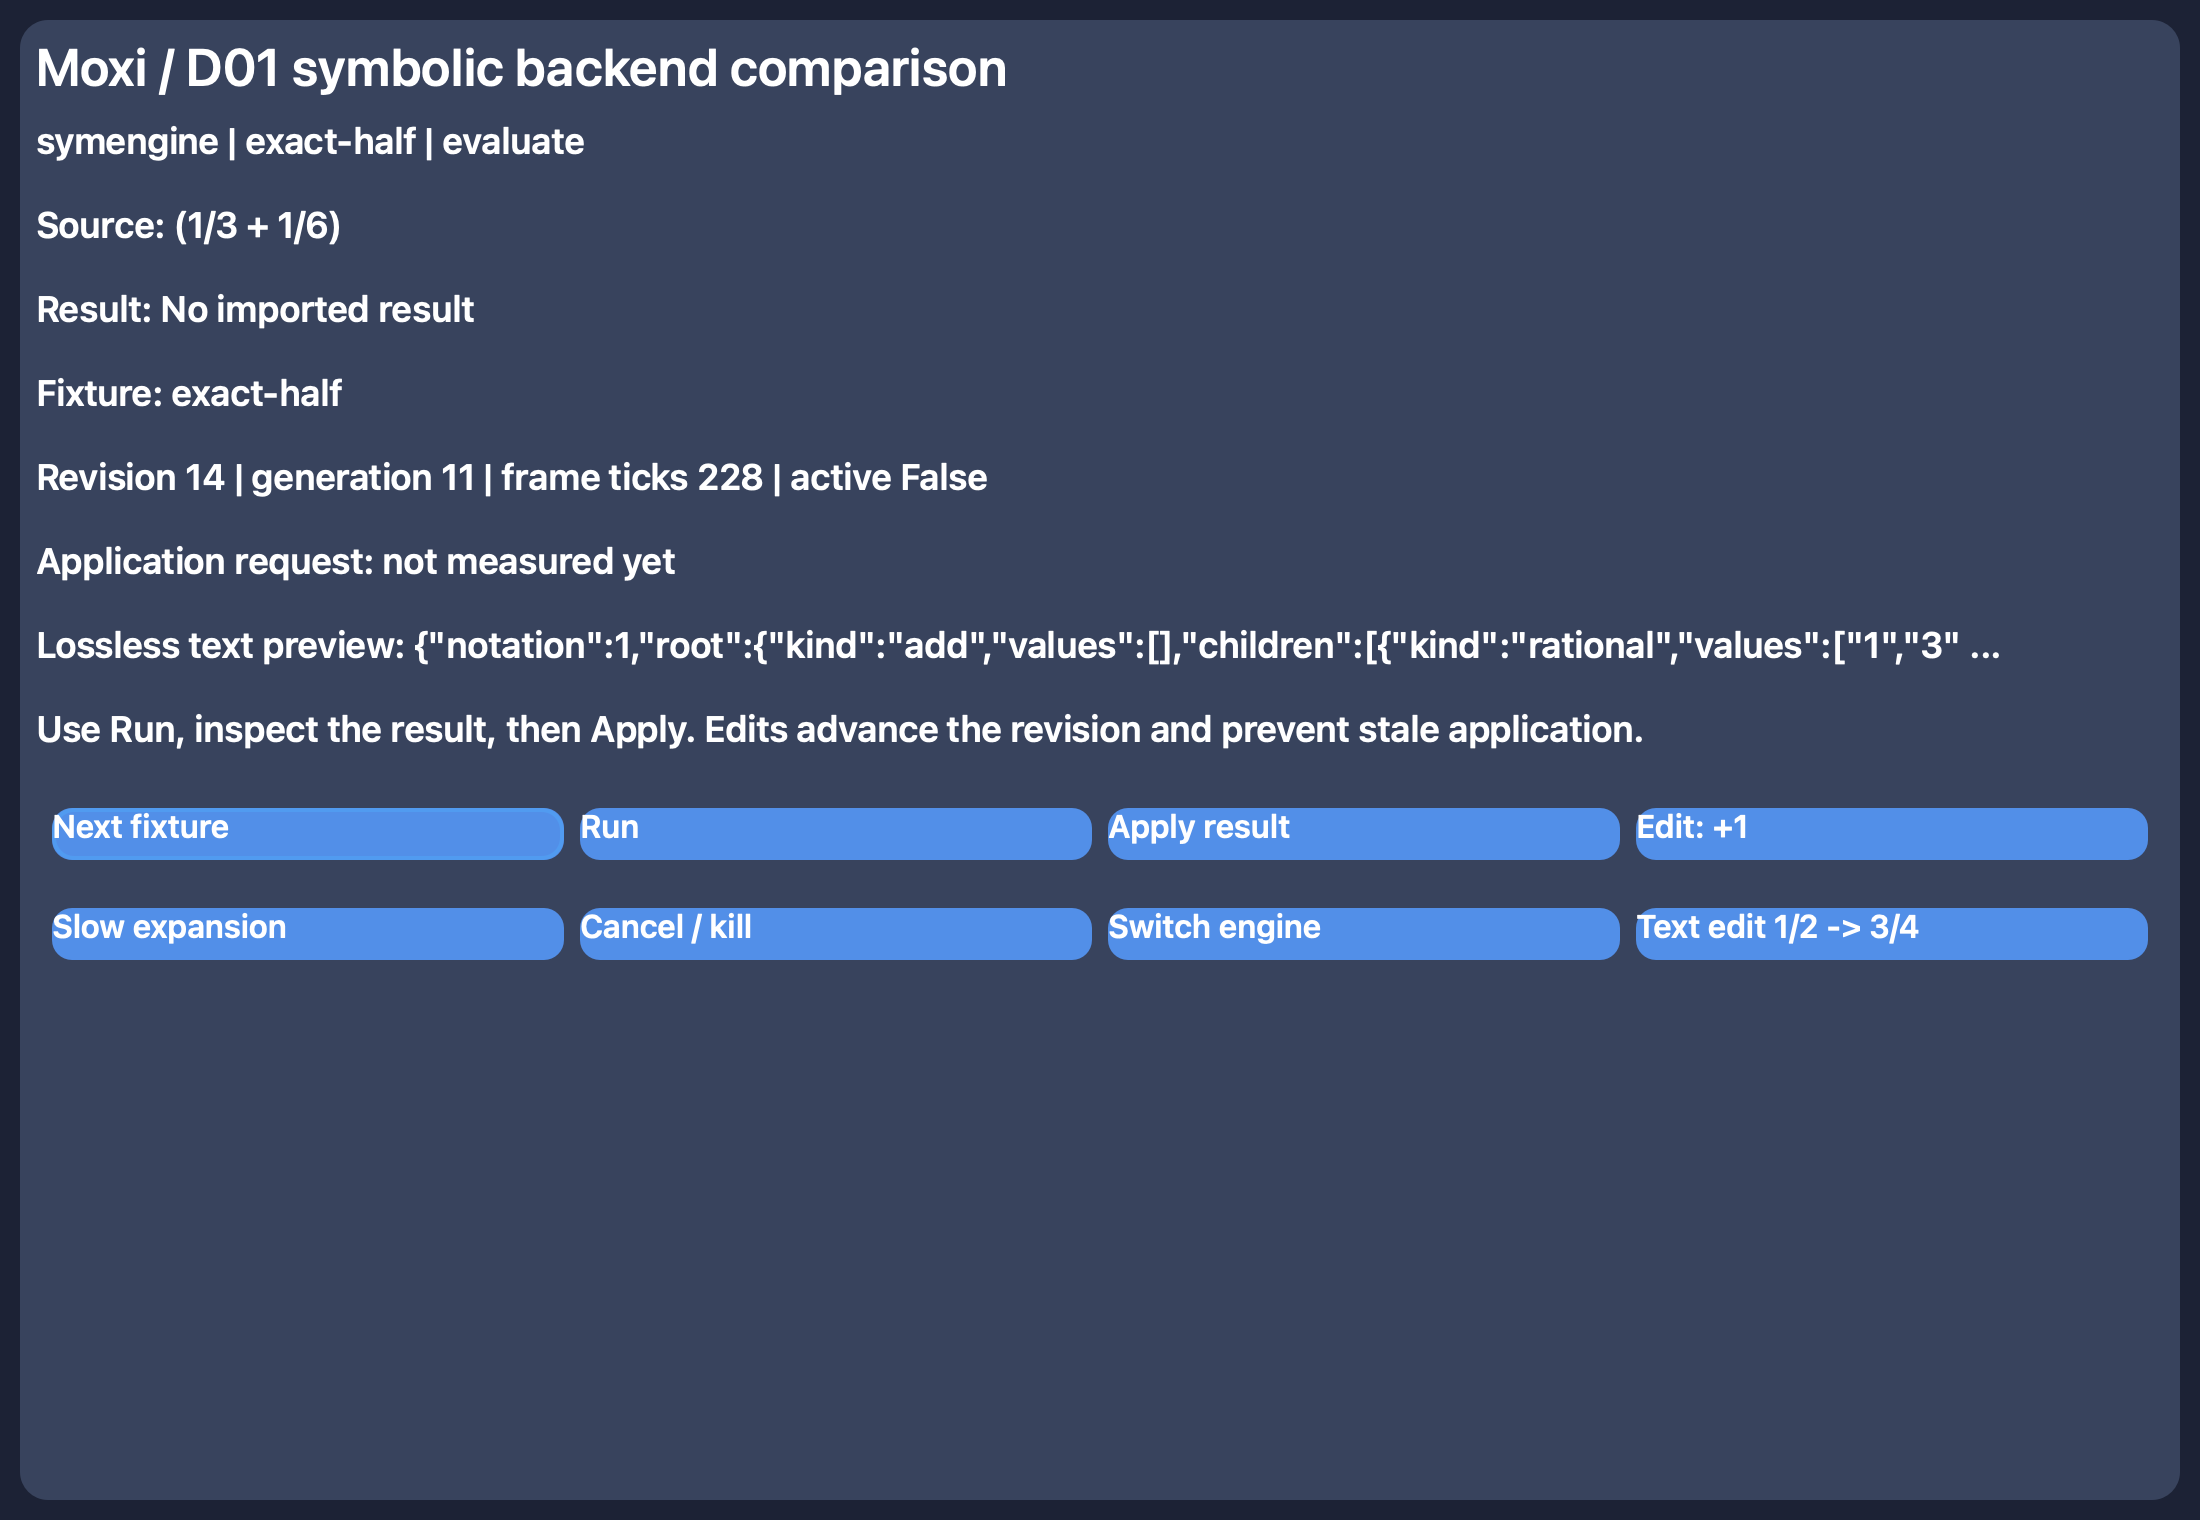 Moxi / D01 symbolic backend comparison
symengine | exact-half | evaluate
Source: (1/3 + 1/6)
Result: No imported result
Fixture: exact-half
Revision 14 | generation 11 | frame ticks 228 | active False
Application request: not measured yet
Lossless text preview: {"notation":1,"root":{"kind":"add","values":[],"children":[{"kind":"rational","values":["1","3" ...
Use Run, inspect the result, then Apply. Edits advance the revision and prevent stale application.
Next fixture
Run
Apply result
Edit: +1
Slow expansion
Cancel / kill
Switch engine
Text edit 1/2 -> 3/4